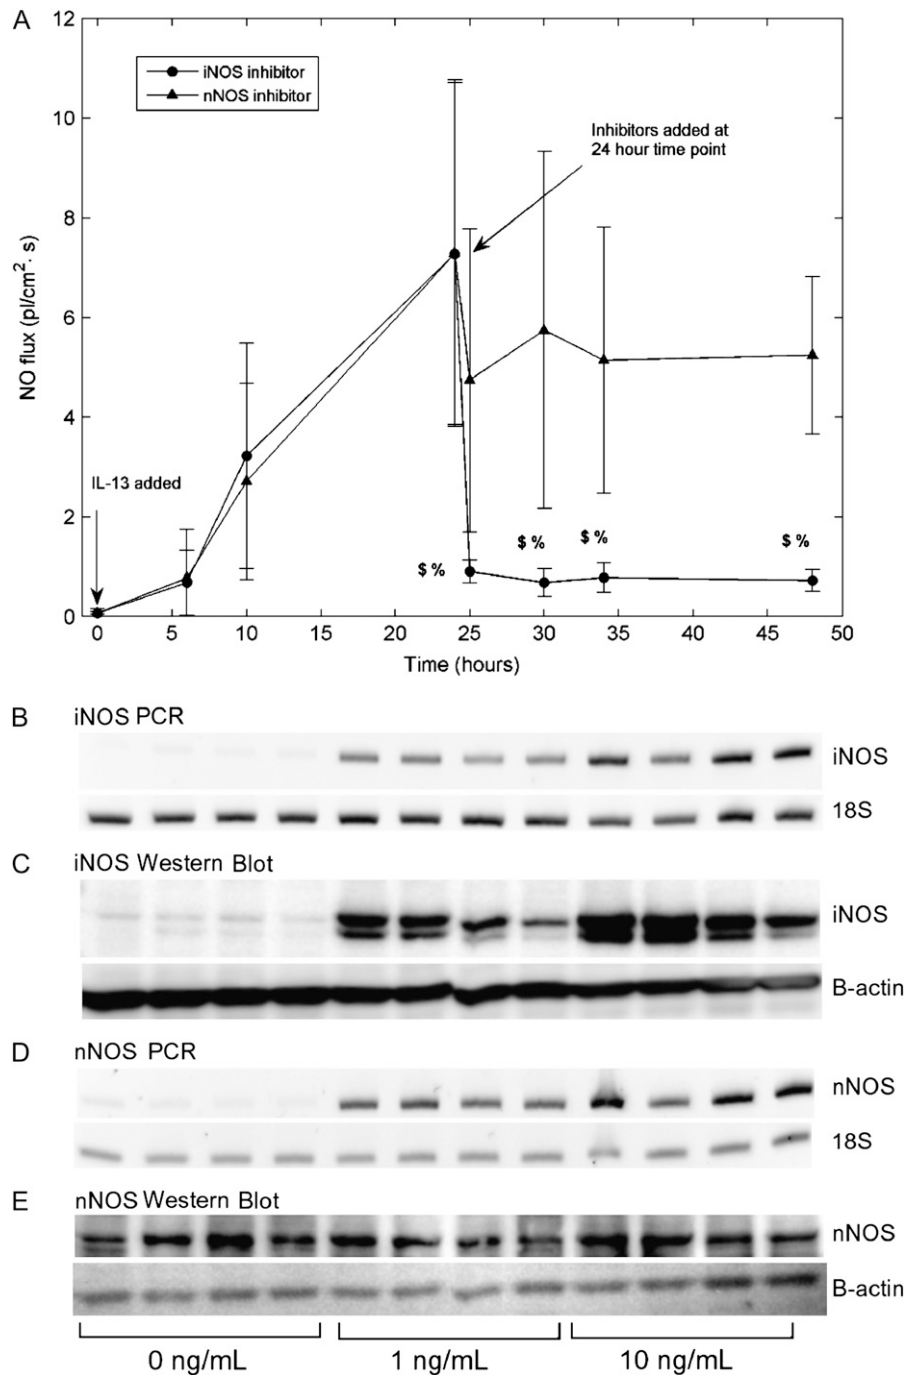 A
12
10
8
6
4
2
0
NO flux (pl/cm²· s)
iNOS inhibitor
nNOS inhibitor
Inhibitors added at
24 hour time point
IL-13 added
$ %
$ %
$ %
$ %
0 5 10 15 20 25 30 35 40 45 50
Time (hours)
B iNOS PCR
iNOS
18S
C iNOS Western Blot
iNOS
B-actin
D nNOS PCR
nNOS
18S
E nNOS Western Blot
nNOS
B-actin
0 ng/mL 1 ng/mL 10 ng/mL